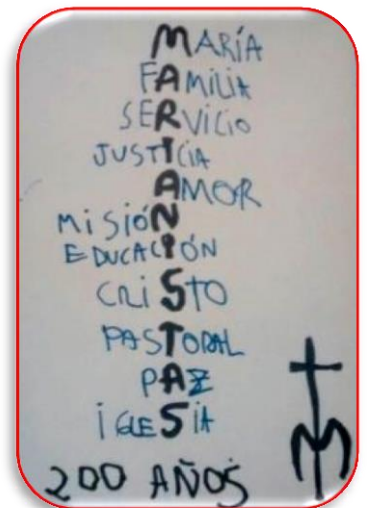 MARÍA
FAMILIA
SERVICIO
JUSTICIA
AMOR
MISIÓN
EDUCACIÓN
CRISTO
PASTORAL
PAZ
IGLESIA
200 AÑOS